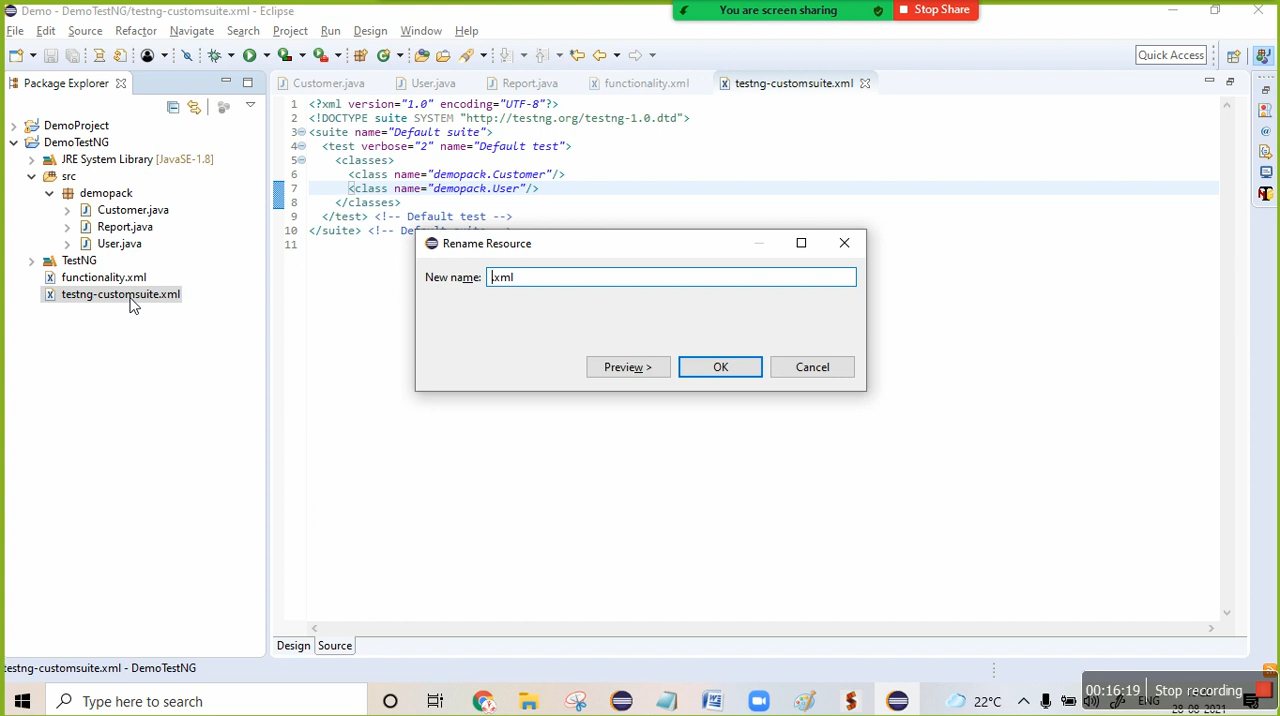 Demo - DemoTestNG/testng-customsuite.xml - Eclipse
You are screen sharing
Stop Share
File Edit Source Refactor Navigate Search Project Run Design Window Help
Quick Access
Package Explorer
Customer.java
User.java
Report.java
functionality.xml
testng-customsuite.xml
DemoProject
DemoTestNG
JRE System Library [JavaSE-1.8]
src
demopack
Customer.java
Report.java
User.java
TestNG
functionality.xml
testng-customsuite.xml
1 <?xml version="1.0" encoding="UTF-8"?>
2 <!DOCTYPE suite SYSTEM "http://testng.org/testng-1.0.dtd">
3 <suite name="Default suite">
4 <test verbose="2" name="Default test">
5 <classes>
6 <class name="demopack.Customer"/>
7 <class name="demopack.User"/>
8 </classes>
9 </test> <!-- Default test -->
10 </suite> <!-- Def
11
Rename Resource
New name: .xml
Preview >
OK
Cancel
Design Source
testng-customsuite.xml - DemoTestNG
Type here to search
22°C
ENG
28-08-2021
00:16:19 Stop recording